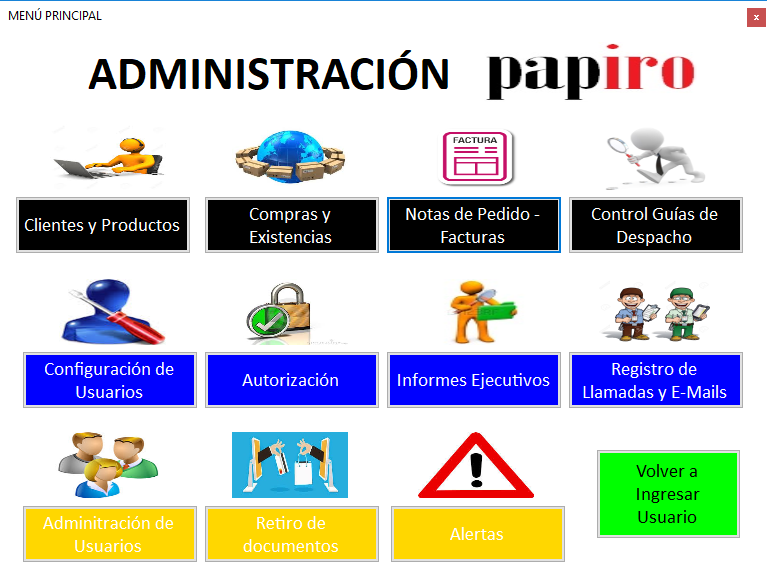 MENÚ PRINCIPAL
x
ADMINISTRACIÓN papiro
FACTURA
Clientes y Productos
Compras y
Existencias
Notas de Pedido -
Facturas
Control Guías de
Despacho
Configuración de
Usuarios
Autorización
Informes Ejecutivos
Registro de
Llamadas y E-Mails
Adminitración de
Usuarios
Retiro de
documentos
Alertas
Volver a
Ingresar
Usuario